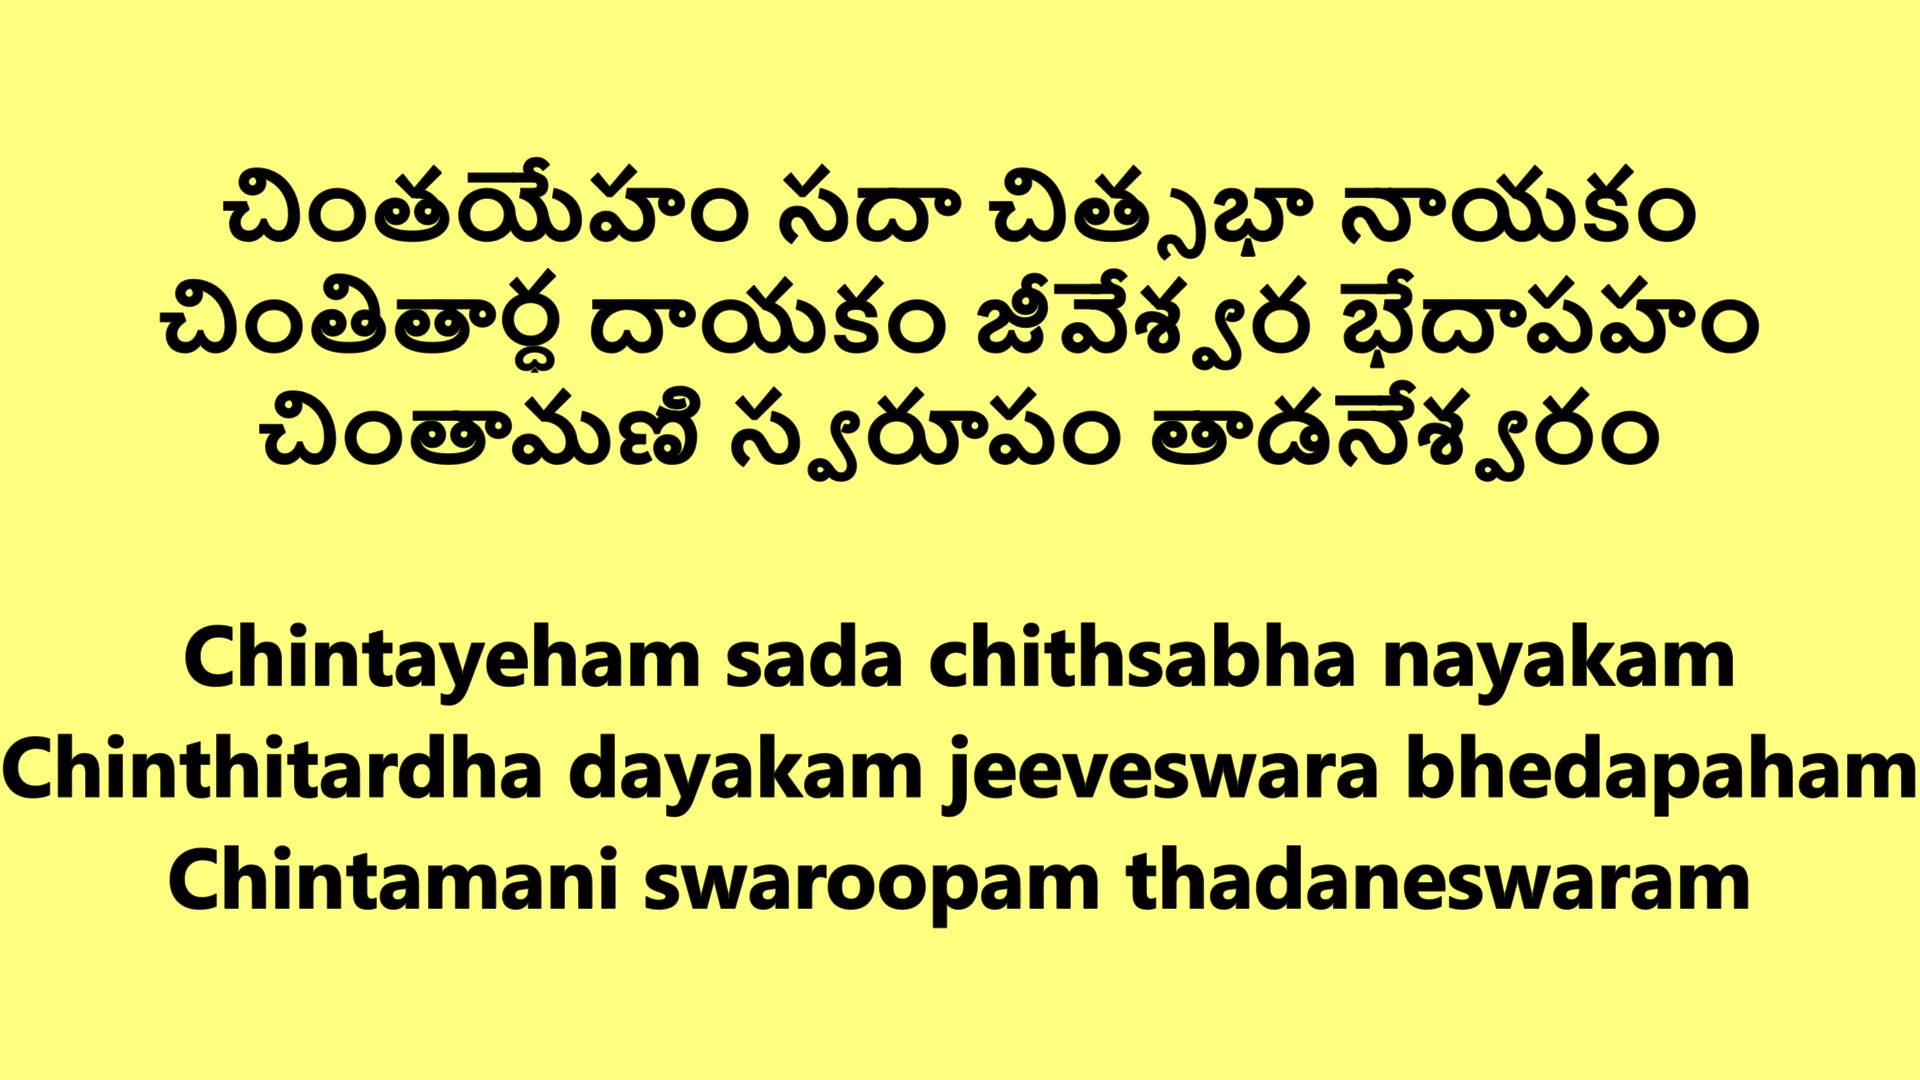 చింతయేహం సదా చిత్సభా నాయకం
చింతితార్ధ దాయకం జీవేశ్వర భేదాపహం
చింతామణి స్వరూపం తాడనేశ్వరం
Chintayeham sada chithsabha nayakam
Chinthitardha dayakam jeeveswara bhedapaham
Chintamani swaroopam thadaneswaram